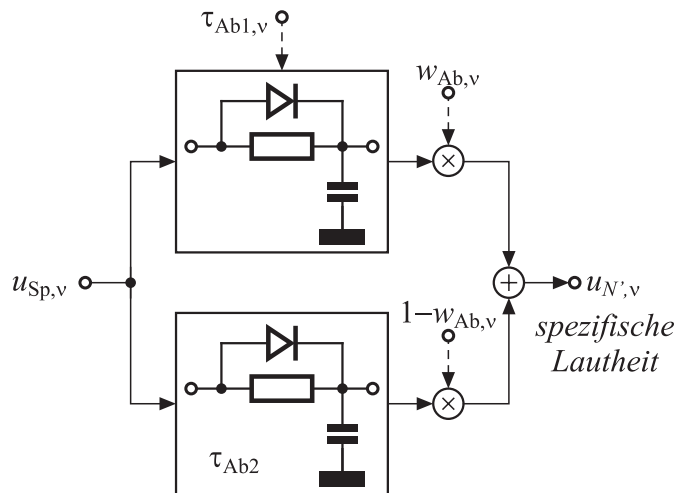 τAb1,ν
wAb,ν
×
uSp,ν
+
uN′,ν
1−wAb,ν
spezifische
Lautheit
×
τAb2